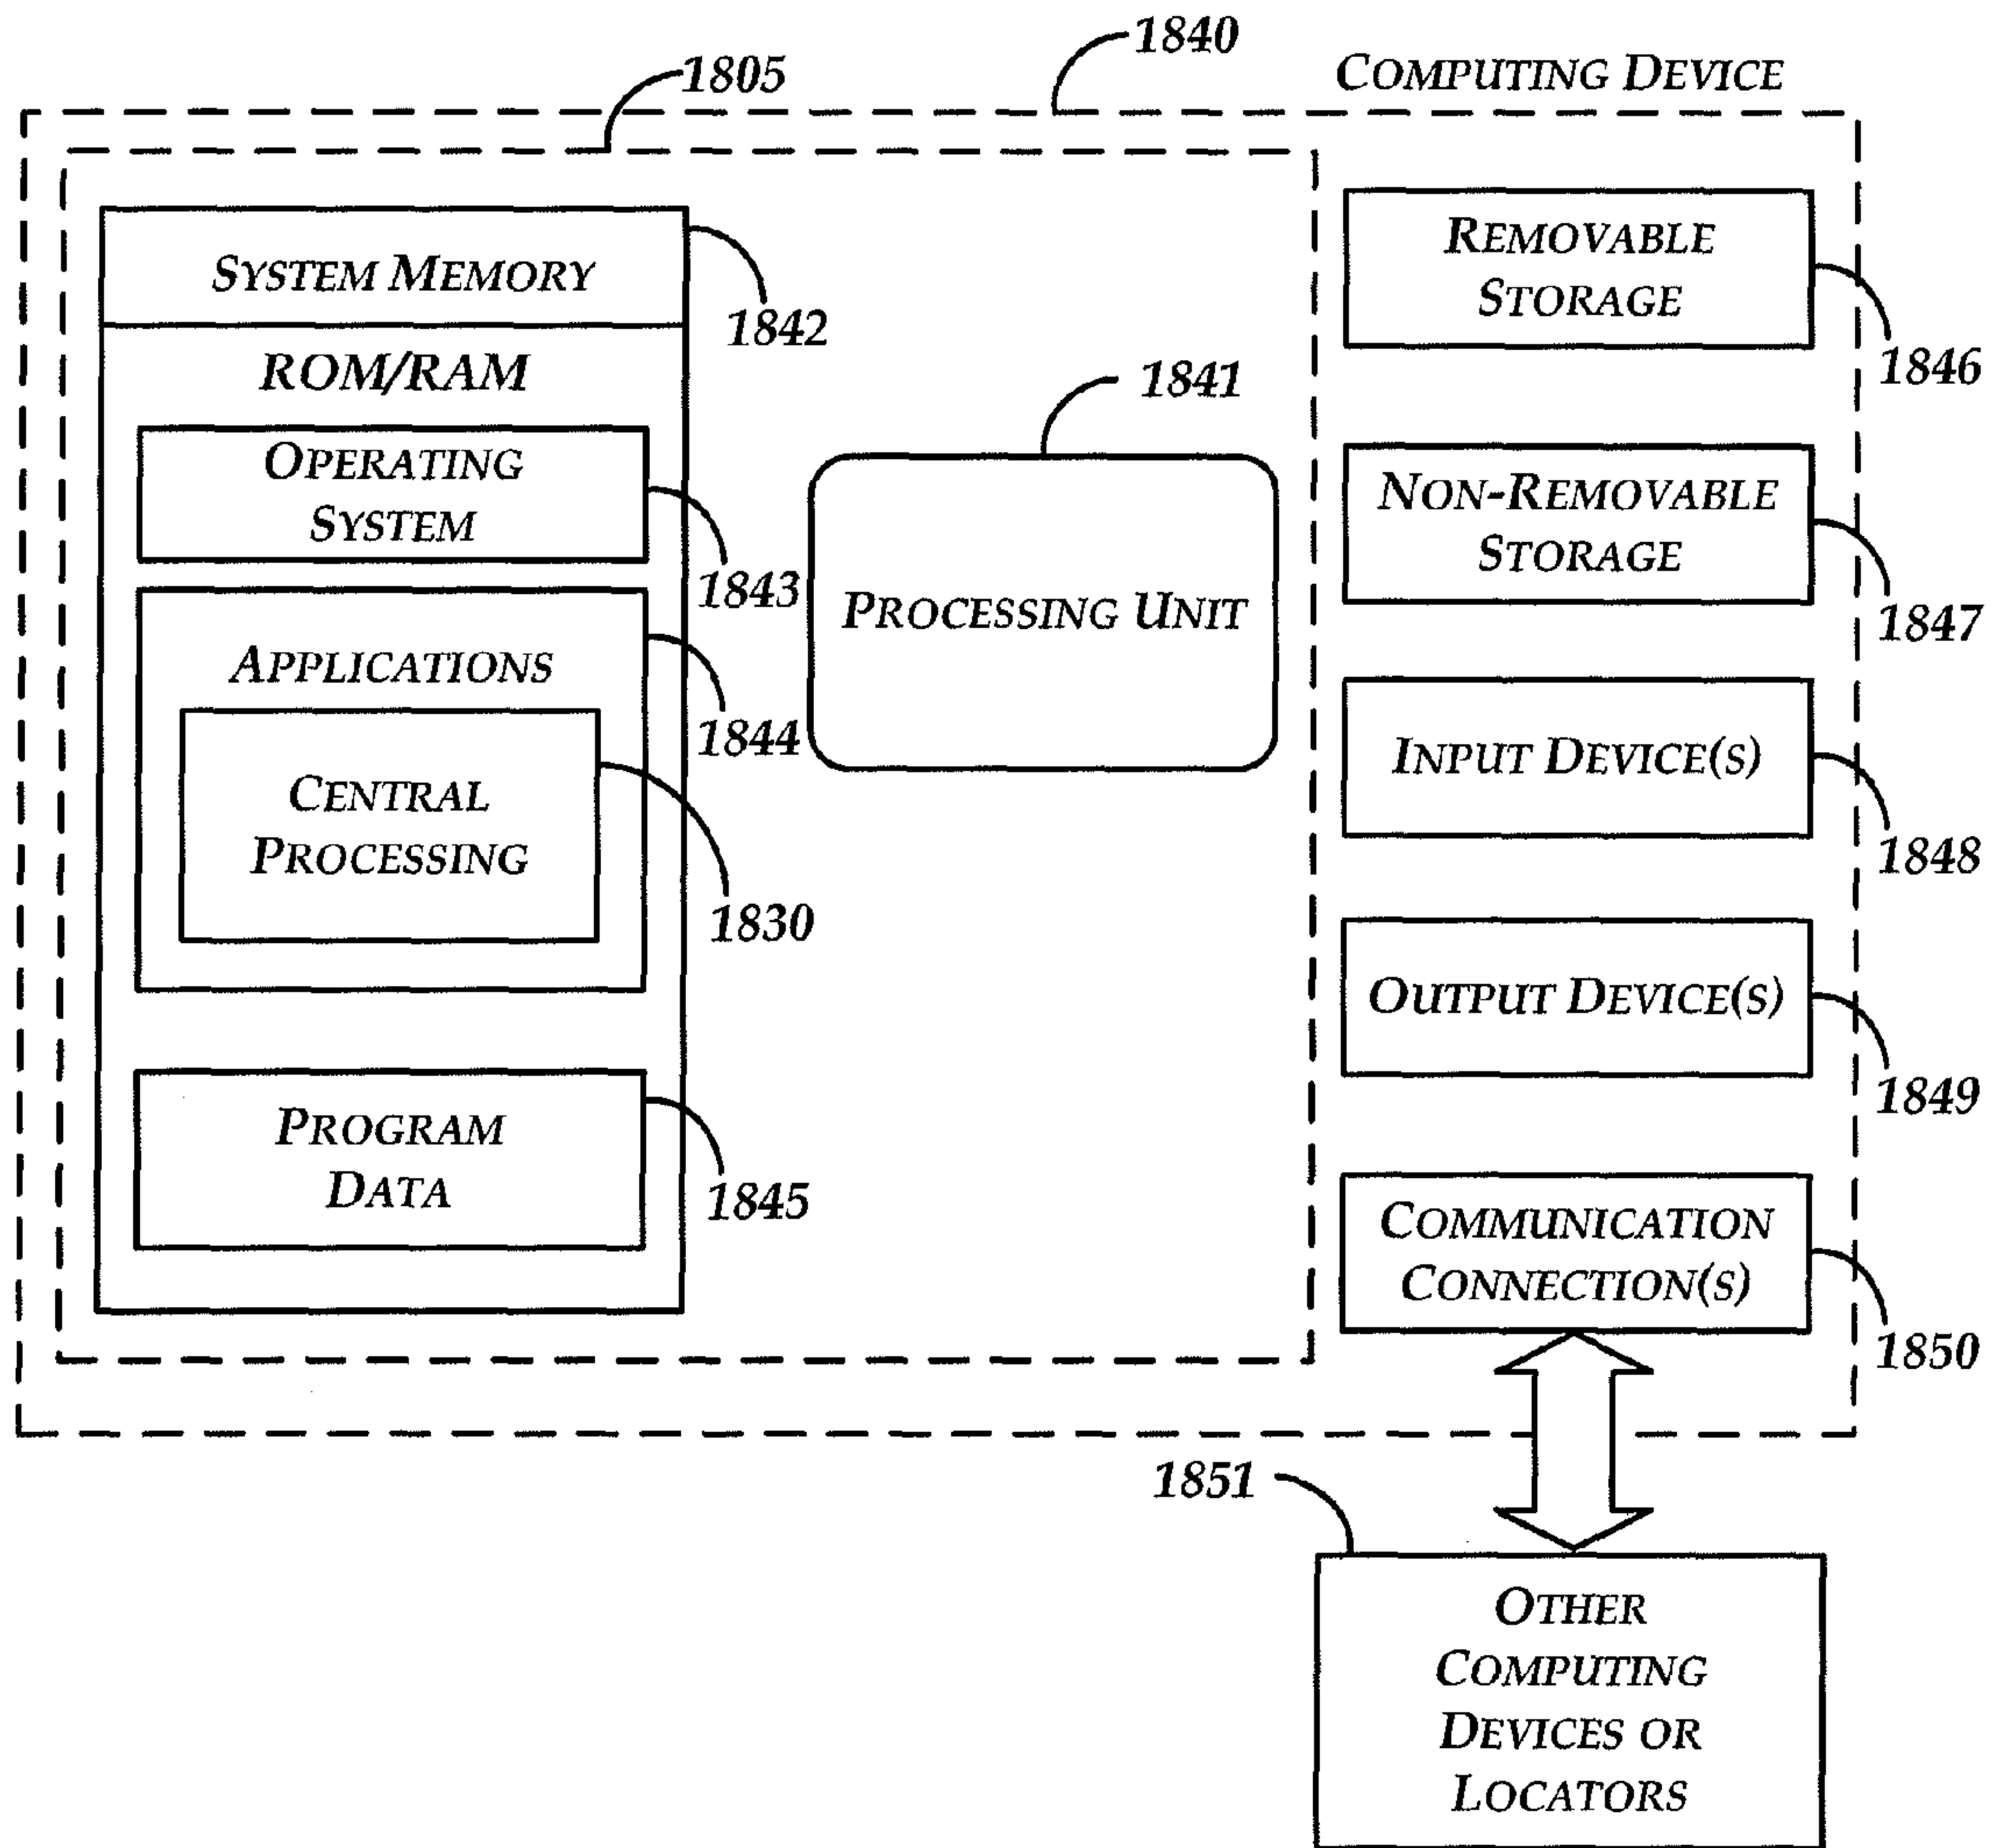 1840
COMPUTING DEVICE
1805
SYSTEM MEMORY
1842
ROM/RAM
OPERATING
SYSTEM
1843
APPLICATIONS
1844
CENTRAL
PROCESSING
1830
PROGRAM
DATA
1845
1841
PROCESSING UNIT
REMOVABLE
STORAGE
1846
NON-REMOVABLE
STORAGE
1847
INPUT DEVICE(S)
1848
OUTPUT DEVICE(S)
1849
COMMUNICATION
CONNECTION(S)
1850
1851
OTHER
COMPUTING
DEVICES OR
LOCATORS